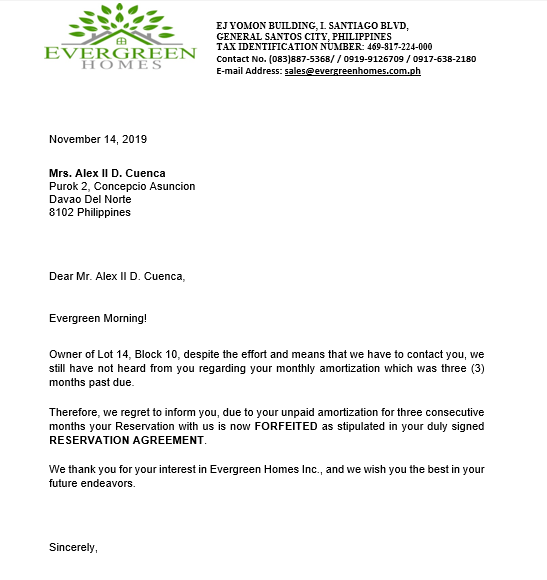 EVERGREEN
HOMES
EJ YOMON BUILDING, I. SANTIAGO BLVD,
GENERAL SANTOS CITY, PHILIPPINES
TAX IDENTIFICATION NUMBER: 469-817-224-000
Contact No. (083)887-5368/ / 0919-9126709 / 0917-638-2180
E-mail Address: sales@evergreenhomes.com.ph
November 14, 2019
Mrs. Alex II D. Cuenca
Purok 2, Concepcio Asuncion
Davao Del Norte
8102 Philippines
Dear Mr. Alex II D. Cuenca,
Evergreen Morning!
Owner of Lot 14, Block 10, despite the effort and means that we have to contact you, we
still have not heard from you regarding your monthly amortization which was three (3)
months past due.
Therefore, we regret to inform you, due to your unpaid amortization for three consecutive
months your Reservation with us is now FORFEITED as stipulated in your duly signed
RESERVATION AGREEMENT.
We thank you for your interest in Evergreen Homes Inc., and we wish you the best in your
future endeavors.
Sincerely,